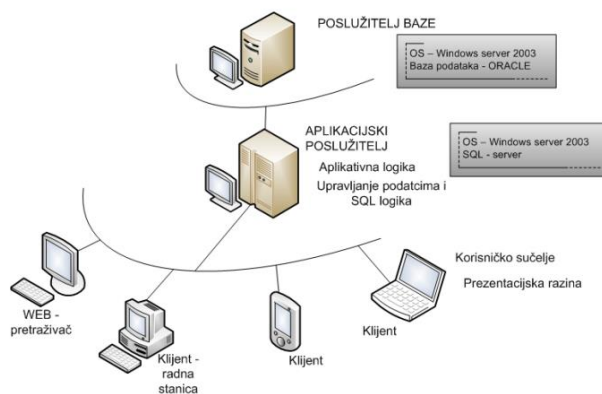 POSLUŽITELJ BAZE
OS – Windows server 2003
Baza podataka - ORACLE
APLIKACIJSKI
POSLUŽITELJ
Aplikativna logika
Upravljanje podatcima i
SQL logika
OS – Windows server 2003
SQL - server
Korisničko sučelje
Prezentacijska razina
WEB -
pretraživač
Klijent -
radna
stanica
Klijent
Klijent